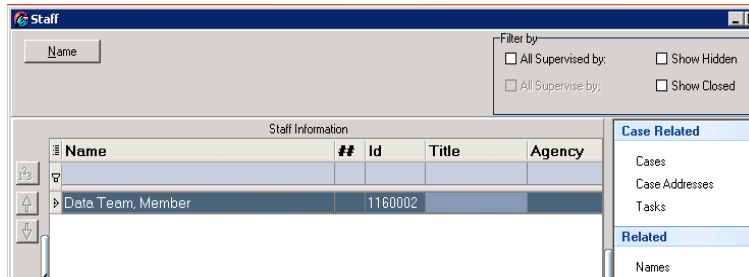 Staff
Name
Filter by
All Supervised by:
Show Hidden
All Supervise by;
Show Closed
Staff Information
Name ## Id Title Agency
Data Team, Member 1160002
Case Related
Cases
Case Addresses
Tasks
Related
Names